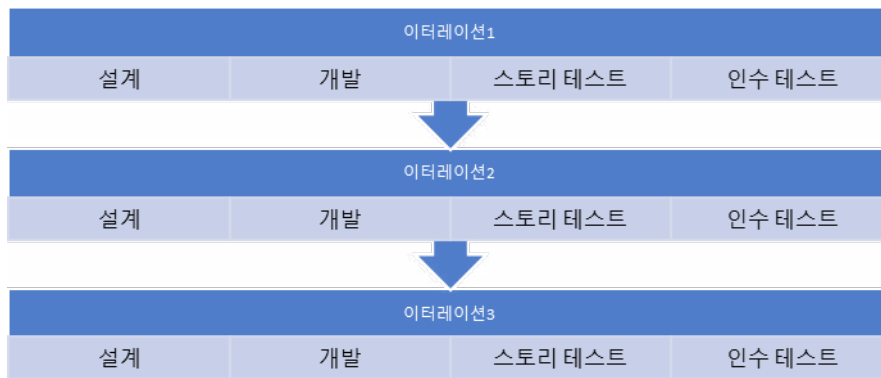 이터레이션1
설계 개발 스토리 테스트 인수 테스트
이터레이션2
설계 개발 스토리 테스트 인수 테스트
이터레이션3
설계 개발 스토리 테스트 인수 테스트